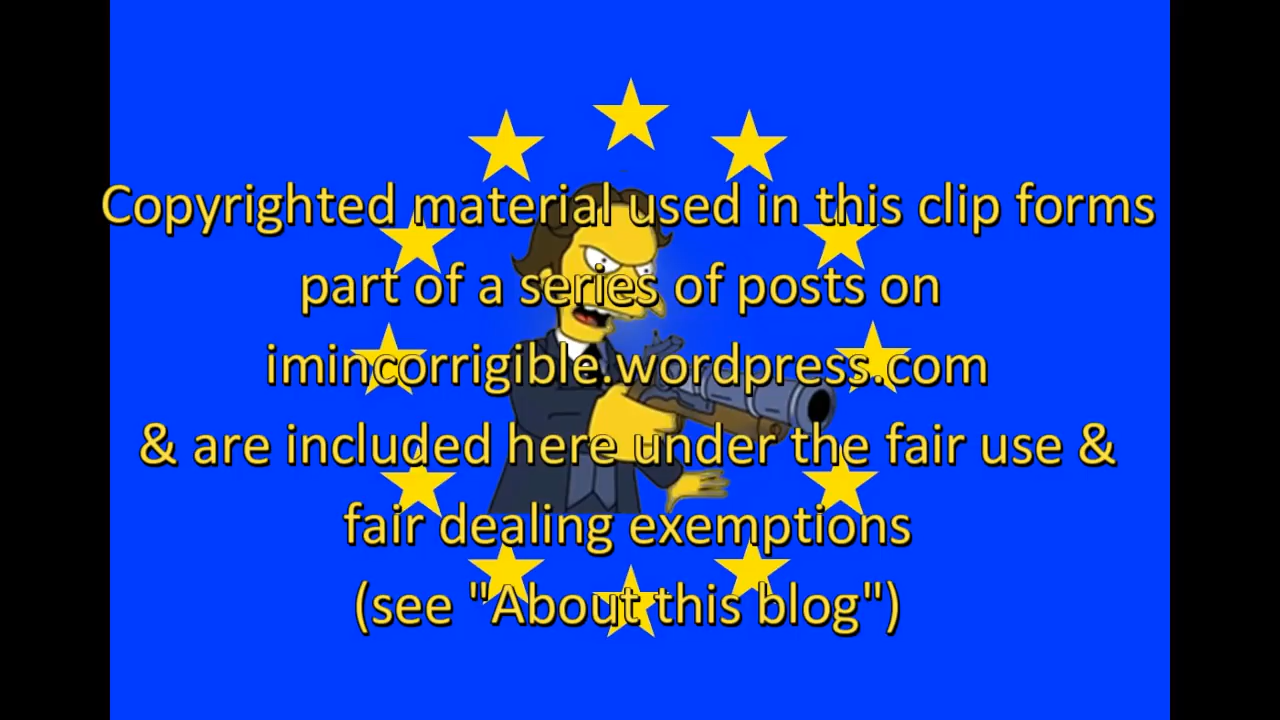 Copyrighted material used in this clip forms
part of a series of posts on
imincorrigible.wordpress.com
& are included here under the fair use &
fair dealing exemptions
(see "About this blog")